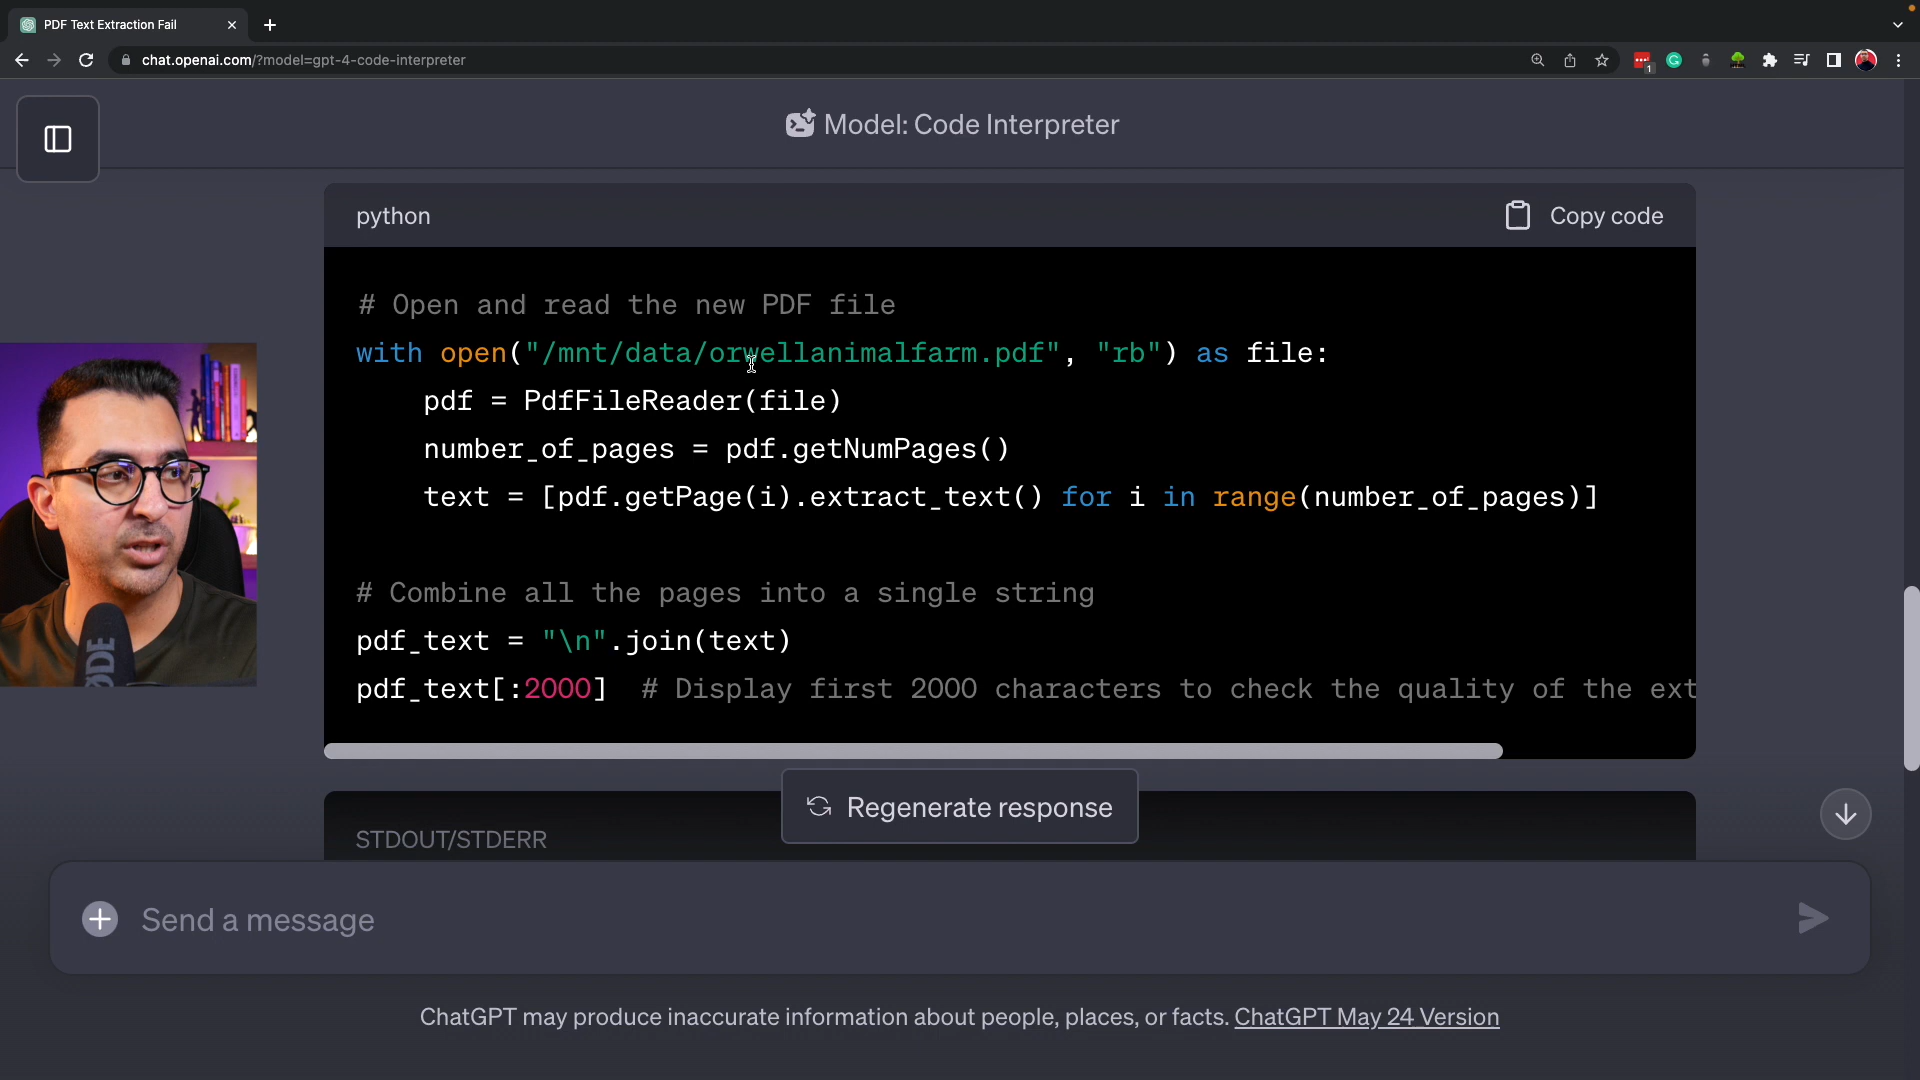 PDF Text Extraction Fail
chat.openai.com/?model=gpt-4-code-interpreter
1
Model: Code Interpreter
python
Copy code
# Open and read the new PDF file
with open("/mnt/data/orwellanimalfarm.pdf", "rb") as file:
    pdf = PdfFileReader(file)
    number_of_pages = pdf.getNumPages()
    text = [pdf.getPage(i).extract_text() for i in range(number_of_pages)]
# Combine all the pages into a single string
pdf_text = "\n".join(text)
pdf_text[:2000]  # Display first 2000 characters to check the quality of the ext
Regenerate response
STDOUT/STDERR
Send a message
ChatGPT may produce inaccurate information about people, places, or facts. ChatGPT May 24 Version